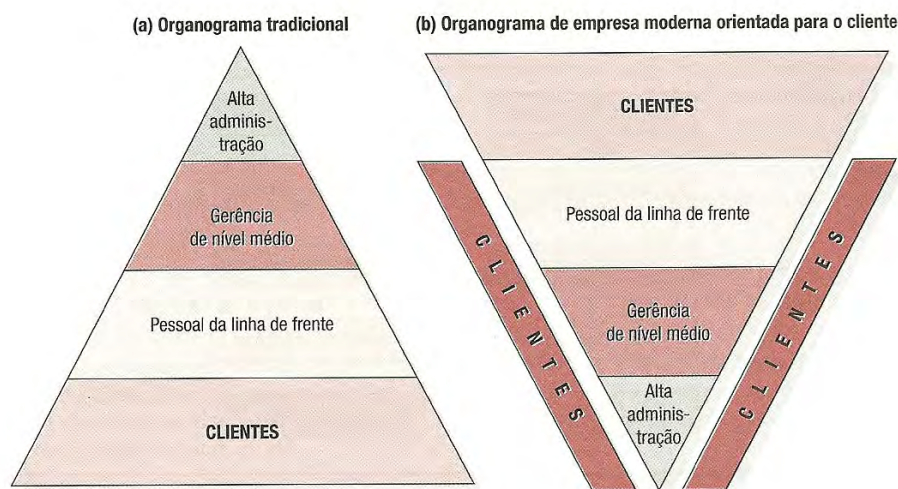 (a) Organograma tradicional
Alta
adminis-
tração
Gerência
de nível médio
Pessoal da linha de frente
CLIENTES
(b) Organograma de empresa moderna orientada para o cliente
CLIENTES
Pessoal da linha de frente
Gerência
de nível médio
Alta
adminis-
tração
CLIENTES
CLIENTES